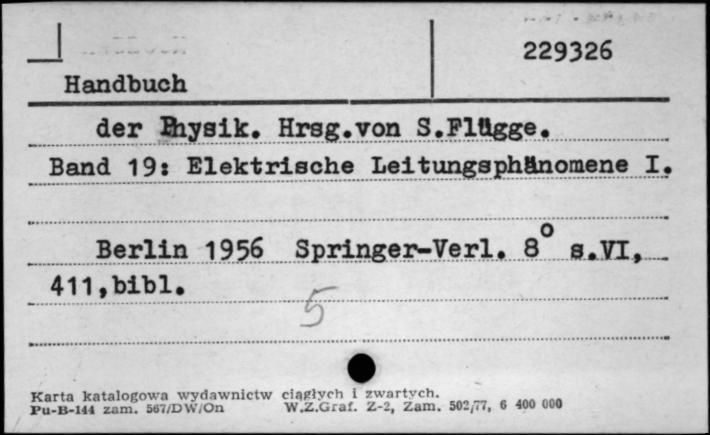 229326
Handbuch
der Physik. Hrsg.von S.Flügge.
Band 19: Elektrische Leitungsphänomene I.
Berlin 1956 Springer-Verl. 8° s.VI,
411,bibl.
5
Karta katalogowa wydawnictw ciągłych i zwartych.
Pu-B-144 zam. 567/DW/On W.Z.Graf. Z-2, Zam. 502/77, 6 400 000